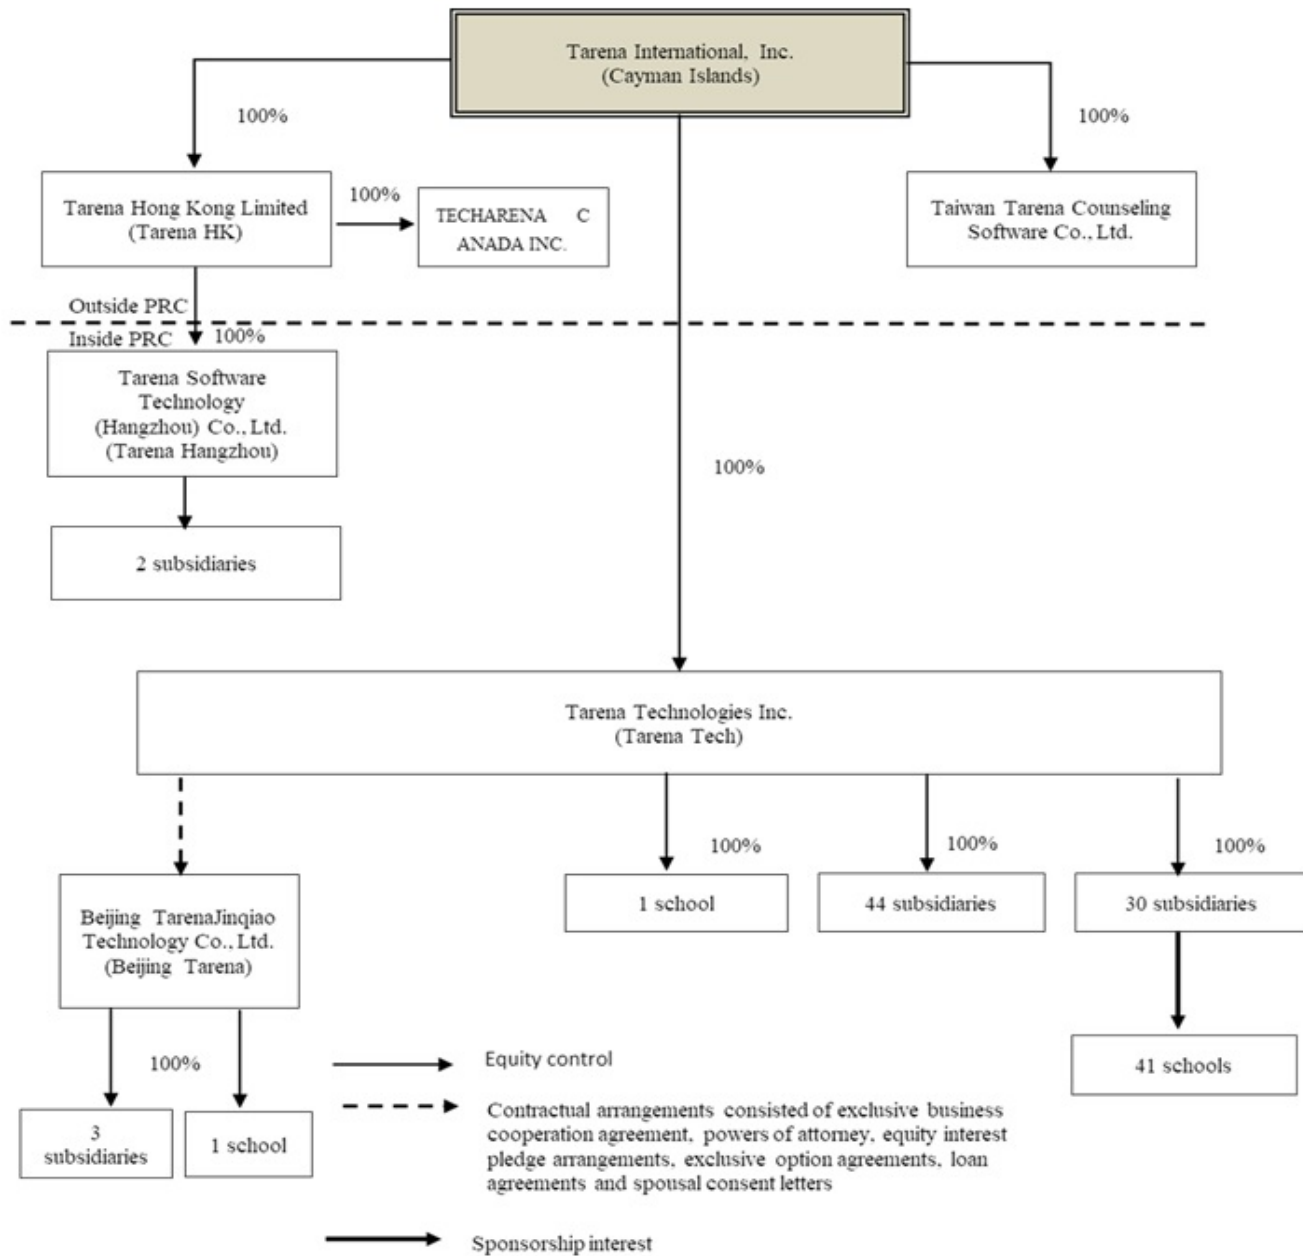 Tarena International, Inc.
(Cayman Islands)
100%
100%
Tarena Hong Kong Limited
(Tarena HK)
100%
TECHARENA C
ANADA INC.
Taiwan Tarena Counseling
Software Co., Ltd.
Outside PRC
Inside PRC
100%
Tarena Software
Technology
(Hangzhou) Co., Ltd.
(Tarena Hangzhou)
100%
2 subsidiaries
Tarena Technologies Inc.
(Tarena Tech)
100%
100%
100%
Beijing TarenaJinqiao
Technology Co., Ltd.
(Beijing Tarena)
1 school
44 subsidiaries
30 subsidiaries
100%
41 schools
3
subsidiaries
1 school
Equity control
Contractual arrangements consisted of exclusive business
cooperation agreement, powers of attorney, equity interest
pledge arrangements, exclusive option agreements, loan
agreements and spousal consent letters
Sponsorship interest